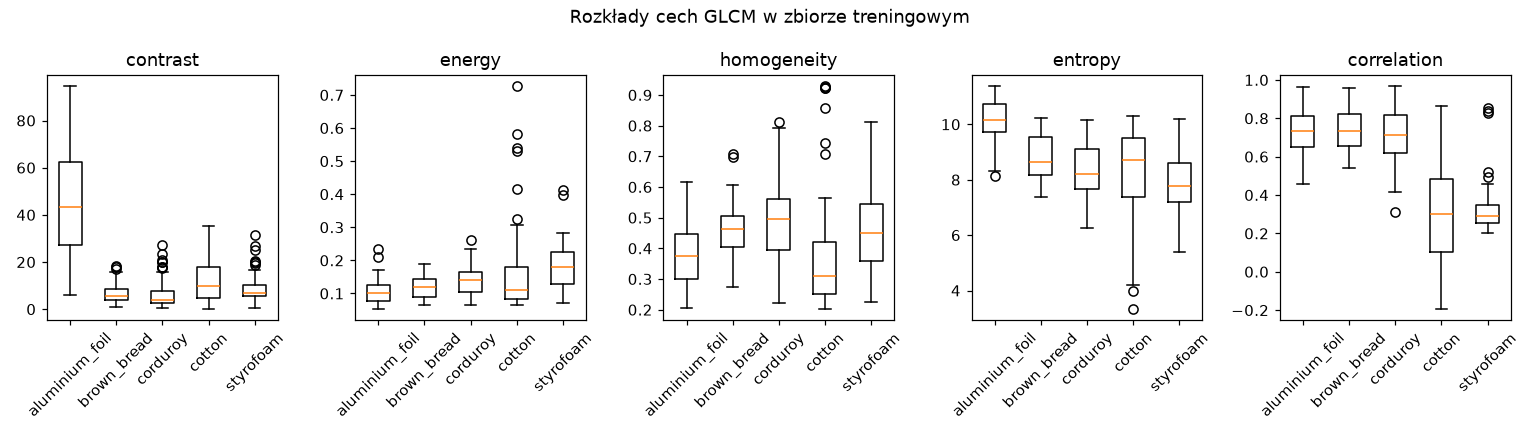 Rozkłady cech GLCM w zbiorze treningowym
contrast
80
60
40
20
0
aluminium_foil
brown_bread
corduroy
cotton
styrofoam
energy
0.7
0.6
0.5
0.4
0.3
0.2
0.1
aluminium_foil
brown_bread
corduroy
cotton
styrofoam
homogeneity
0.9
0.8
0.7
0.6
0.5
0.4
0.3
0.2
aluminium_foil
brown_bread
corduroy
cotton
styrofoam
entropy
10
8
6
4
aluminium_foil
brown_bread
corduroy
cotton
styrofoam
correlation
1.0
0.8
0.6
0.4
0.2
0.0
−0.2
aluminium_foil
brown_bread
corduroy
cotton
styrofoam